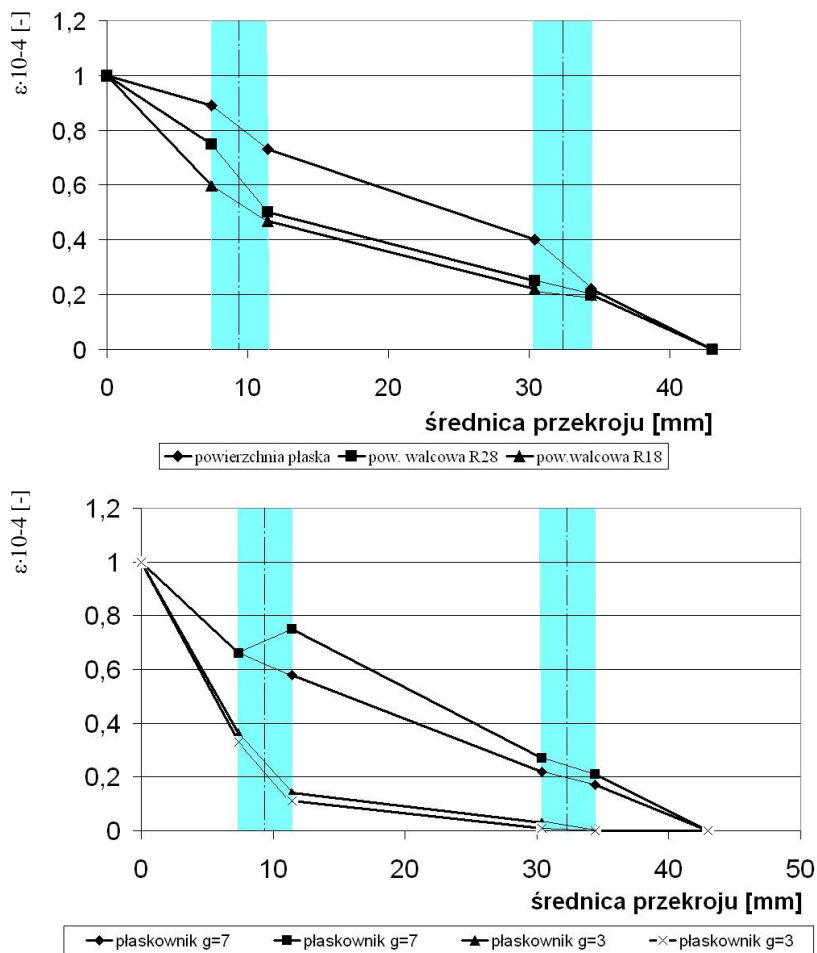 ε·10-4 [-]
1,2
1
0,8
0,6
0,4
0,2
0
0 10 20 30 40
średnica przekroju [mm]
powierzchnia płaska pow. walcowa R28 pow.walcowa R18
ε·10-4 [-]
1,2
1
0,8
0,6
0,4
0,2
0
0 10 20 30 40 50
średnica przekroju [mm]
płaskownik g=7 płaskownik g=7 płaskownik g=3 płaskownik g=3